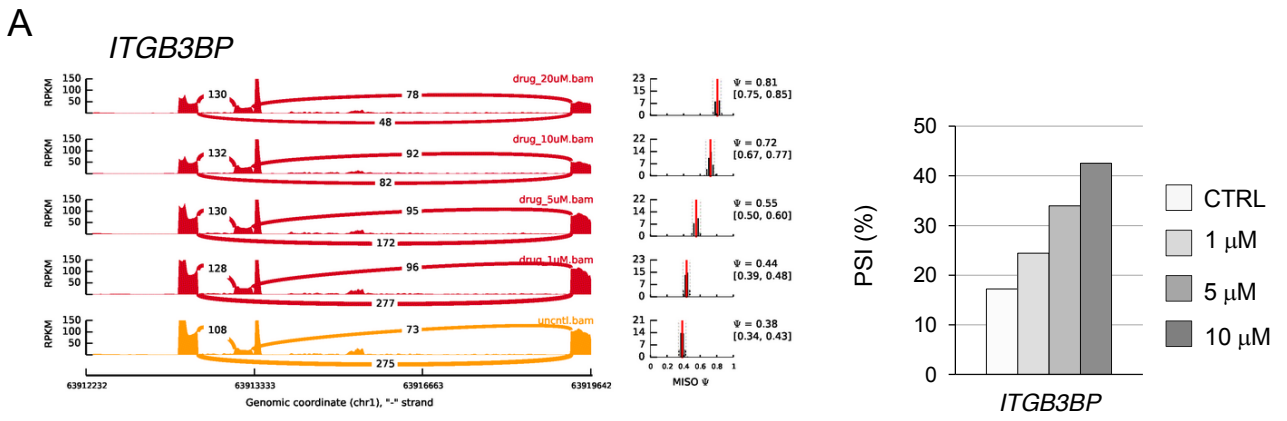 A
ITGB3BP
RPKM
150
100
50
drug_20uM.bam
130
78
48
23
15
7
0
Ψ = 0.81
[0.75, 0.85]
RPKM
150
100
50
drug_10uM.bam
132
92
82
22
14
7
0
Ψ = 0.72
[0.67, 0.77]
RPKM
150
100
50
drug_5uM.bam
130
95
172
22
14
7
0
Ψ = 0.55
[0.50, 0.60]
RPKM
150
100
50
drug_1uM.bam
128
96
277
23
15
7
0
Ψ = 0.44
[0.39, 0.48]
RPKM
150
100
50
uncntl.bam
108
73
275
21
14
7
0
Ψ = 0.38
[0.34, 0.43]
63912232 63913333 63916663 63919642
Genomic coordinate (chr1), "-" strand
0 0.2 0.4 0.6 0.8 1
MISO Ψ
PSI (%)
50
40
30
20
10
0
ITGB3BP
CTRL
1 μM
5 μM
10 μM